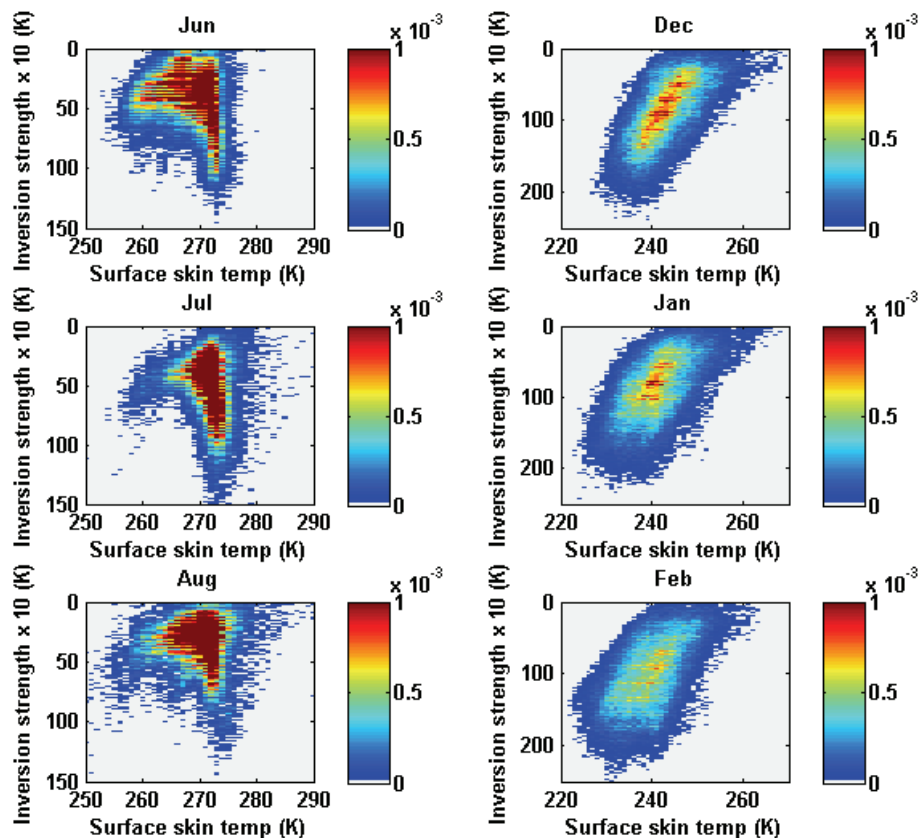 Jun
Inversion strength × 10 (K)
0
50
100
150
250 260 270 280 290
Surface skin temp (K)
x 10⁻³
1
0.5
0
Dec
Inversion strength × 10 (K)
0
100
200
220 240 260
Surface skin temp (K)
x 10⁻³
1
0.5
0
Jul
Inversion strength × 10 (K)
0
50
100
150
250 260 270 280 290
Surface skin temp (K)
x 10⁻³
1
0.5
0
Jan
Inversion strength × 10 (K)
0
100
200
220 240 260
Surface skin temp (K)
x 10⁻³
1
0.5
0
Aug
Inversion strength × 10 (K)
0
50
100
150
250 260 270 280 290
Surface skin temp (K)
x 10⁻³
1
0.5
0
Feb
Inversion strength × 10 (K)
0
100
200
220 240 260
Surface skin temp (K)
x 10⁻³
1
0.5
0